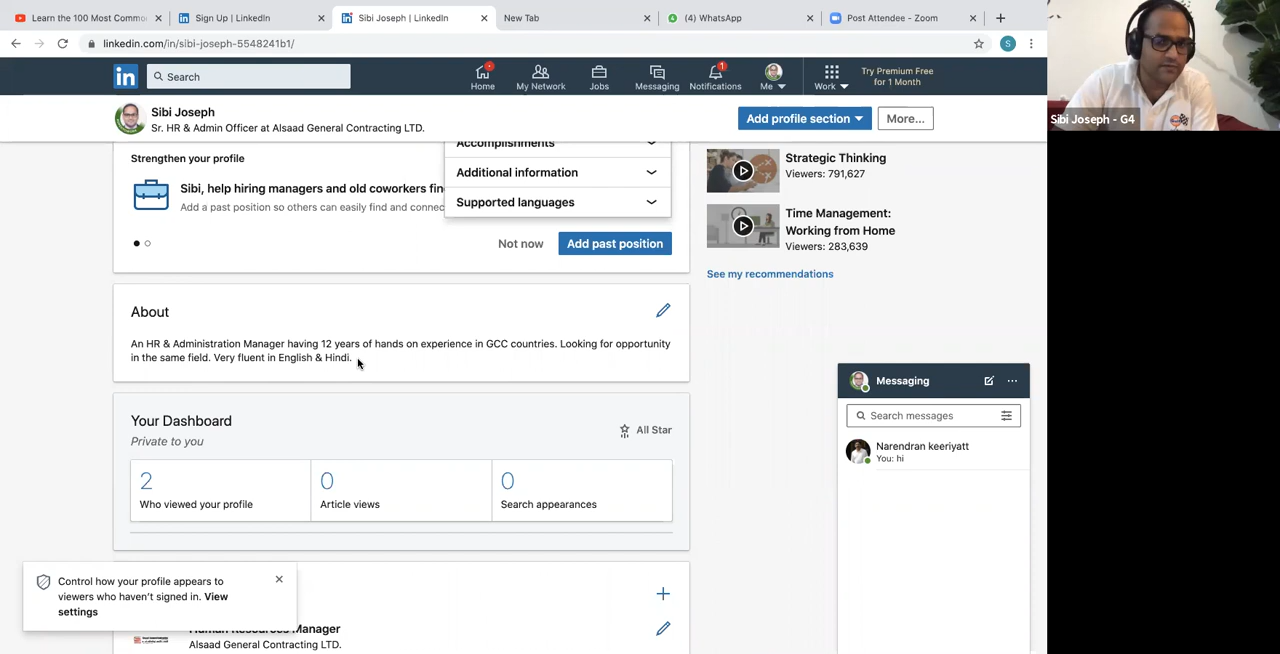 Learn the 100 Most Commo
Sign Up | LinkedIn
Sibi Joseph | LinkedIn
New Tab
(4) WhatsApp
Post Attendee - Zoom
linkedin.com/in/sibi-joseph-5548241b1/
S
in
Search
Home
My Network
Jobs
Messaging
1
Notifications
Me
Work
Try Premium Free
for 1 Month
Sibi Joseph
Sr. HR & Admin Officer at Alsaad General Contracting LTD.
Add profile section
More...
Sibi Joseph - G4
Accomplishments
Additional information
Supported languages
Strengthen your profile
Sibi, help hiring managers and old coworkers fin
Add a past position so others can easily find and connec
Not now
Add past position
Strategic Thinking
Viewers: 791,627
Time Management:
Working from Home
Viewers: 283,639
See my recommendations
About
An HR & Administration Manager having 12 years of hands on experience in GCC countries. Looking for opportunity
in the same field. Very fluent in English & Hindi.
Your Dashboard
Private to you
All Star
2
Who viewed your profile
0
Article views
0
Search appearances
Messaging
Search messages
Narendran keeriyatt
You: hi
Control how your profile appears to
viewers who haven't signed in. View
settings
Human Resources Manager
Alsaad General Contracting LTD.